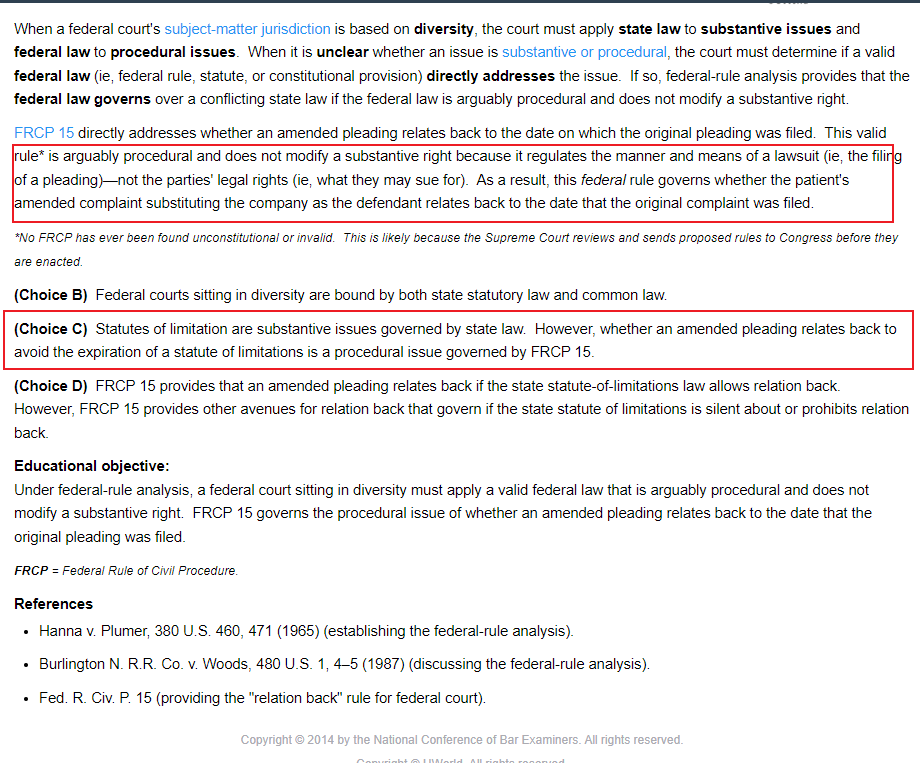 When a federal court's subject-matter jurisdiction is based on diversity, the court must apply state law to substantive issues and
federal law to procedural issues.  When it is unclear whether an issue is substantive or procedural, the court must determine if a valid
federal law (ie, federal rule, statute, or constitutional provision) directly addresses the issue.  If so, federal-rule analysis provides that the
federal law governs over a conflicting state law if the federal law is arguably procedural and does not modify a substantive right.
FRCP 15 directly addresses whether an amended pleading relates back to the date on which the original pleading was filed.  This valid
rule* is arguably procedural and does not modify a substantive right because it regulates the manner and means of a lawsuit (ie, the filing
of a pleading)—not the parties' legal rights (ie, what they may sue for).  As a result, this federal rule governs whether the patient's
amended complaint substituting the company as the defendant relates back to the date that the original complaint was filed.
*No FRCP has ever been found unconstitutional or invalid.  This is likely because the Supreme Court reviews and sends proposed rules to Congress before they
are enacted.
(Choice B)  Federal courts sitting in diversity are bound by both state statutory law and common law.
(Choice C)  Statutes of limitation are substantive issues governed by state law.  However, whether an amended pleading relates back to
avoid the expiration of a statute of limitations is a procedural issue governed by FRCP 15.
(Choice D)  FRCP 15 provides that an amended pleading relates back if the state statute-of-limitations law allows relation back.
However, FRCP 15 provides other avenues for relation back that govern if the state statute of limitations is silent about or prohibits relation
back.
Educational objective:
Under federal-rule analysis, a federal court sitting in diversity must apply a valid federal law that is arguably procedural and does not
modify a substantive right.  FRCP 15 governs the procedural issue of whether an amended pleading relates back to the date that the
original pleading was filed.
FRCP = Federal Rule of Civil Procedure.
References
• Hanna v. Plumer, 380 U.S. 460, 471 (1965) (establishing the federal-rule analysis).
• Burlington N. R.R. Co. v. Woods, 480 U.S. 1, 4–5 (1987) (discussing the federal-rule analysis).
• Fed. R. Civ. P. 15 (providing the "relation back" rule for federal court).
Copyright © 2014 by the National Conference of Bar Examiners. All rights reserved.
Copyright © UWorld. All rights reserved.